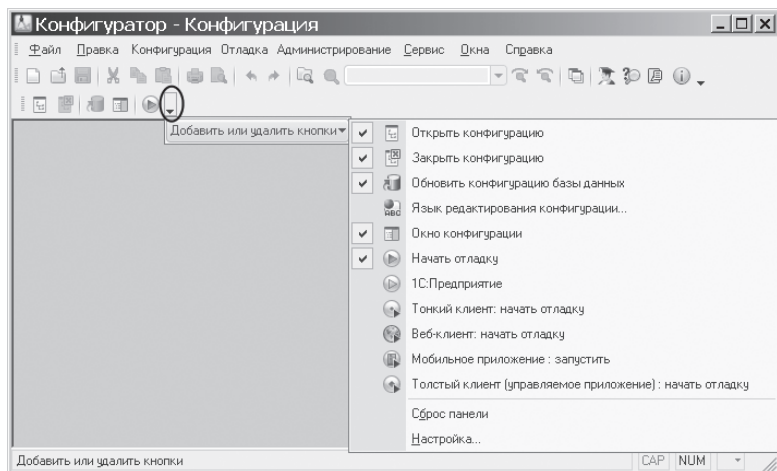 Конфигуратор - Конфигурация
Файл Правка Конфигурация Отладка Администрирование Сервис Окна Справка
Добавить или удалить кнопки
Открыть конфигурацию
Закрыть конфигурацию
Обновить конфигурацию базы данных
ABC Язык редактирования конфигурации...
Окно конфигурации
Начать отладку
1С:Предприятие
Тонкий клиент: начать отладку
Веб-клиент: начать отладку
Мобильное приложение : запустить
Толстый клиент (управляемое приложение) : начать отладку
Сброс панели
Настройка...
Добавить или удалить кнопки CAP NUM